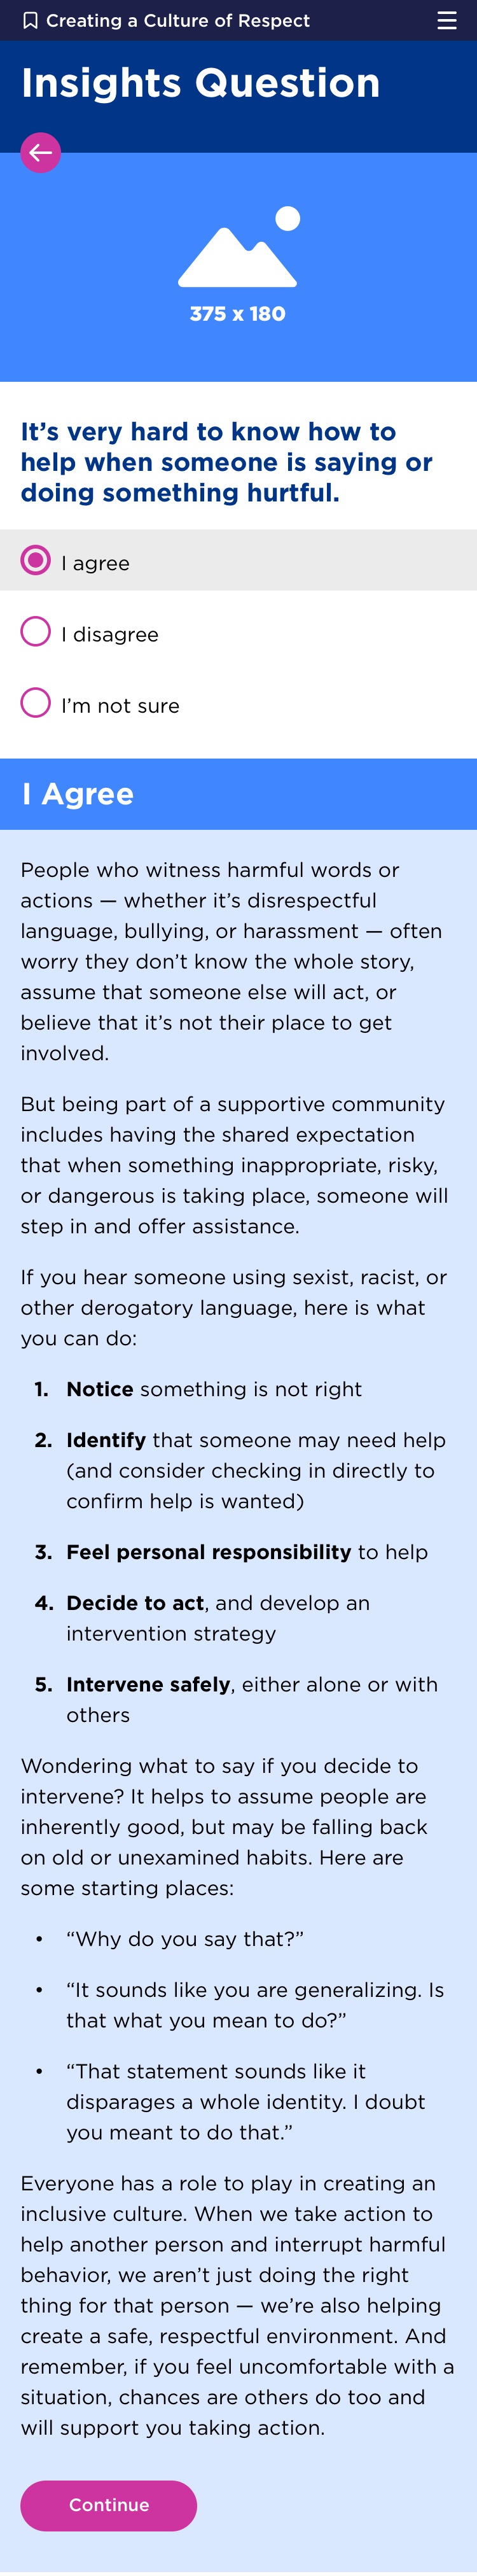 Creating a Culture of Respect
Insights Question
375 x 180
It’s very hard to know how to
help when someone is saying or
doing something hurtful.
I agree
I disagree
I’m not sure
I Agree
People who witness harmful words or
actions — whether it’s disrespectful
language, bullying, or harassment — often
worry they don’t know the whole story,
assume that someone else will act, or
believe that it’s not their place to get
involved.
But being part of a supportive community
includes having the shared expectation
that when something inappropriate, risky,
or dangerous is taking place, someone will
step in and offer assistance.
If you hear someone using sexist, racist, or
other derogatory language, here is what
you can do:
1. Notice something is not right
2. Identify that someone may need help
(and consider checking in directly to
confirm help is wanted)
3. Feel personal responsibility to help
4. Decide to act, and develop an
intervention strategy
5. Intervene safely, either alone or with
others
Wondering what to say if you decide to
intervene? It helps to assume people are
inherently good, but may be falling back
on old or unexamined habits. Here are
some starting places:
• “Why do you say that?”
• “It sounds like you are generalizing. Is
that what you mean to do?”
• “That statement sounds like it
disparages a whole identity. I doubt
you meant to do that.”
Everyone has a role to play in creating an
inclusive culture. When we take action to
help another person and interrupt harmful
behavior, we aren’t just doing the right
thing for that person — we’re also helping
create a safe, respectful environment. And
remember, if you feel uncomfortable with a
situation, chances are others do too and
will support you taking action.
Continue